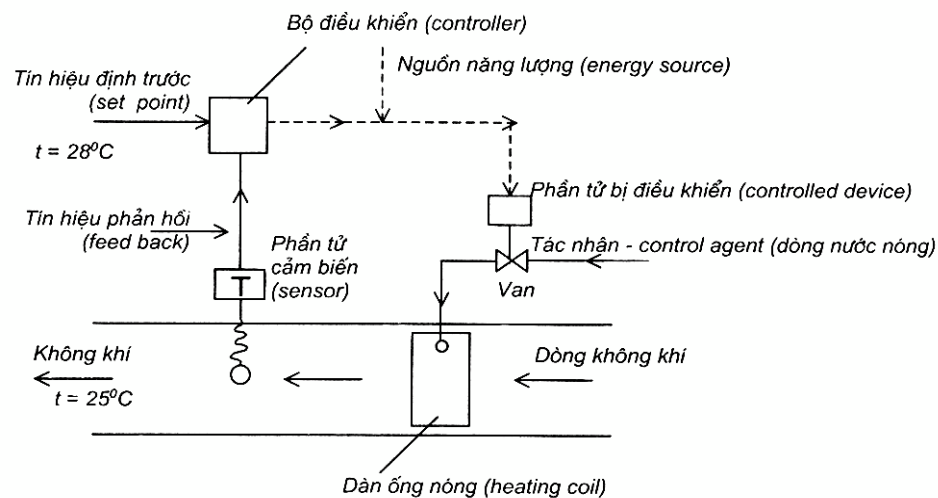 Bộ điều khiển (controller)
Nguồn năng lượng (energy source)
Tín hiệu định trước
(set point)
t = 28⁰C
Phần tử bị điều khiển (controlled device)
Tín hiệu phản hồi
(feed back)
Phần tử
cảm biến
(sensor)
T
Tác nhân - control agent (dòng nước nóng)
Van
Không khí
Dòng không khí
t = 25⁰C
Dàn ống nóng (heating coil)